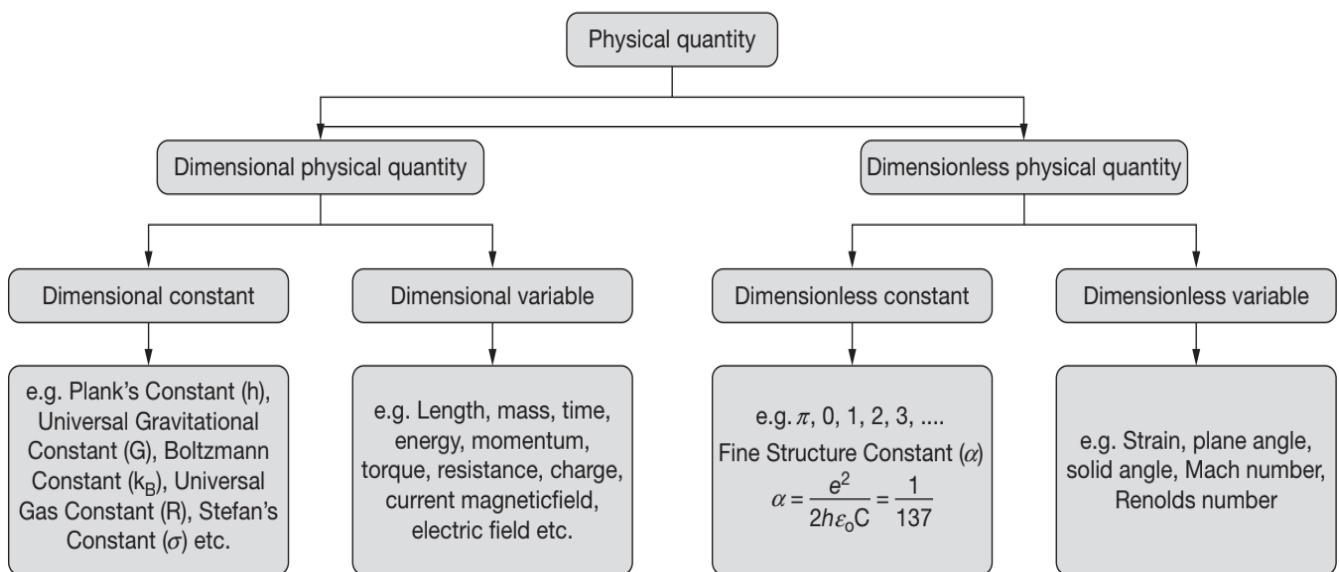 Physical quantity
Dimensional physical quantity
Dimensionless physical quantity
Dimensional constant
Dimensional variable
Dimensionless constant
Dimensionless variable
e.g. Plank’s Constant (h),
Universal Gravitational
Constant (G), Boltzmann
Constant (k_B), Universal
Gas Constant (R), Stefan’s
Constant (σ) etc.
e.g. Length, mass, time,
energy, momentum,
torque, resistance, charge,
current magneticfield,
electric field etc.
e.g. π, 0, 1, 2, 3, ....
Fine Structure Constant (α)
α = e²/2hε₀C = 1/137
e.g. Strain, plane angle,
solid angle, Mach number,
Renolds number